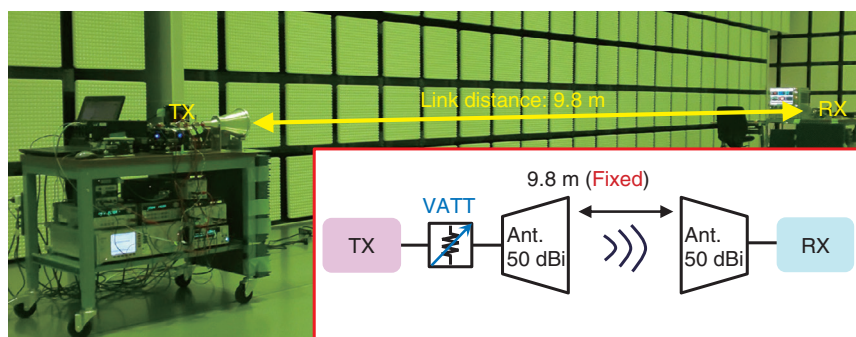 TX
Link distance: 9.8 m
RX
9.8 m (Fixed)
VATT
TX
Ant.
50 dBi
Ant.
50 dBi
RX